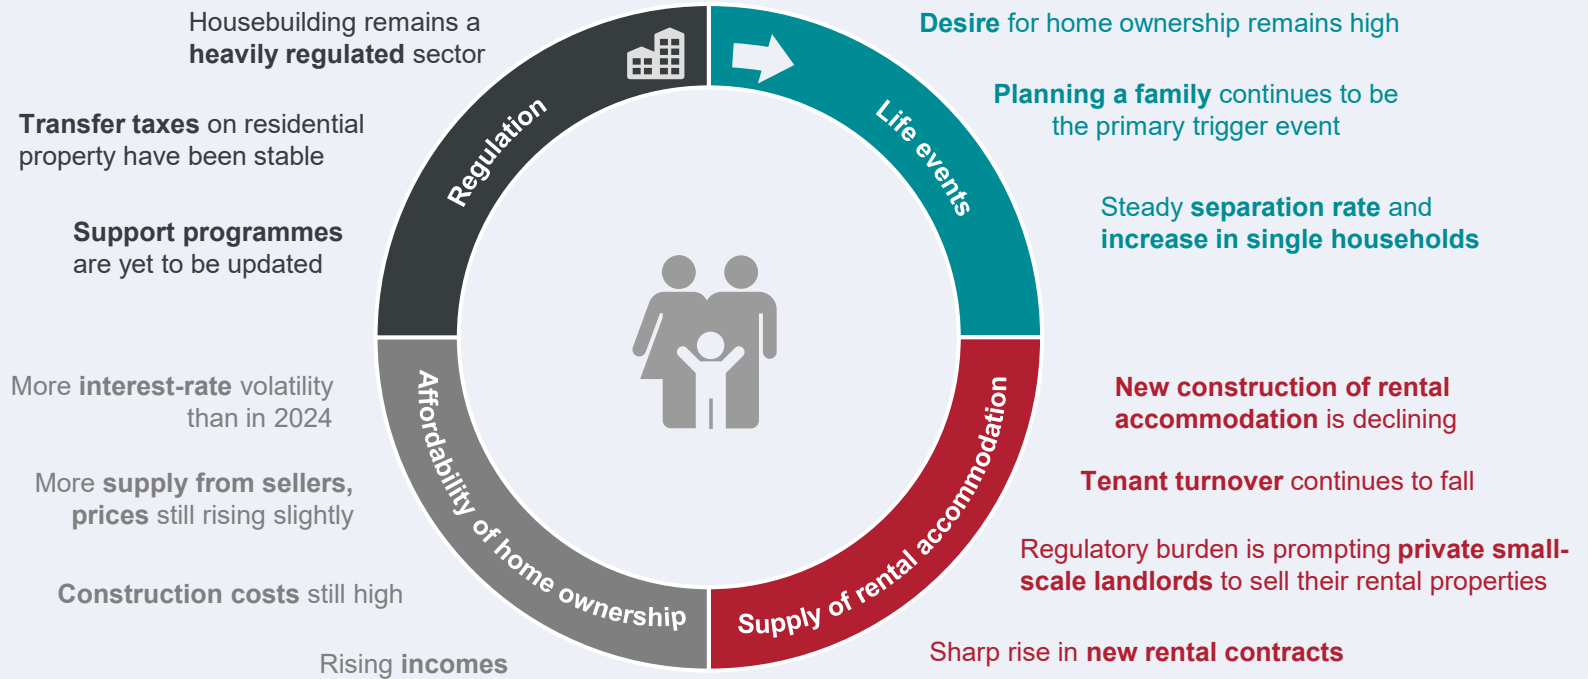 Housebuilding remains a
heavily regulated sector
Transfer taxes on residential
property have been stable
Support programmes
are yet to be updated
Regulation
Life events
Desire for home ownership remains high
Planning a family continues to be
the primary trigger event
Steady separation rate and
increase in single households
More interest-rate volatility
than in 2024
More supply from sellers,
prices still rising slightly
Construction costs still high
Rising incomes
Affordability of home ownership
Supply of rental accommodation
New construction of rental
accommodation is declining
Tenant turnover continues to fall
Regulatory burden is prompting private small-
scale landlords to sell their rental properties
Sharp rise in new rental contracts